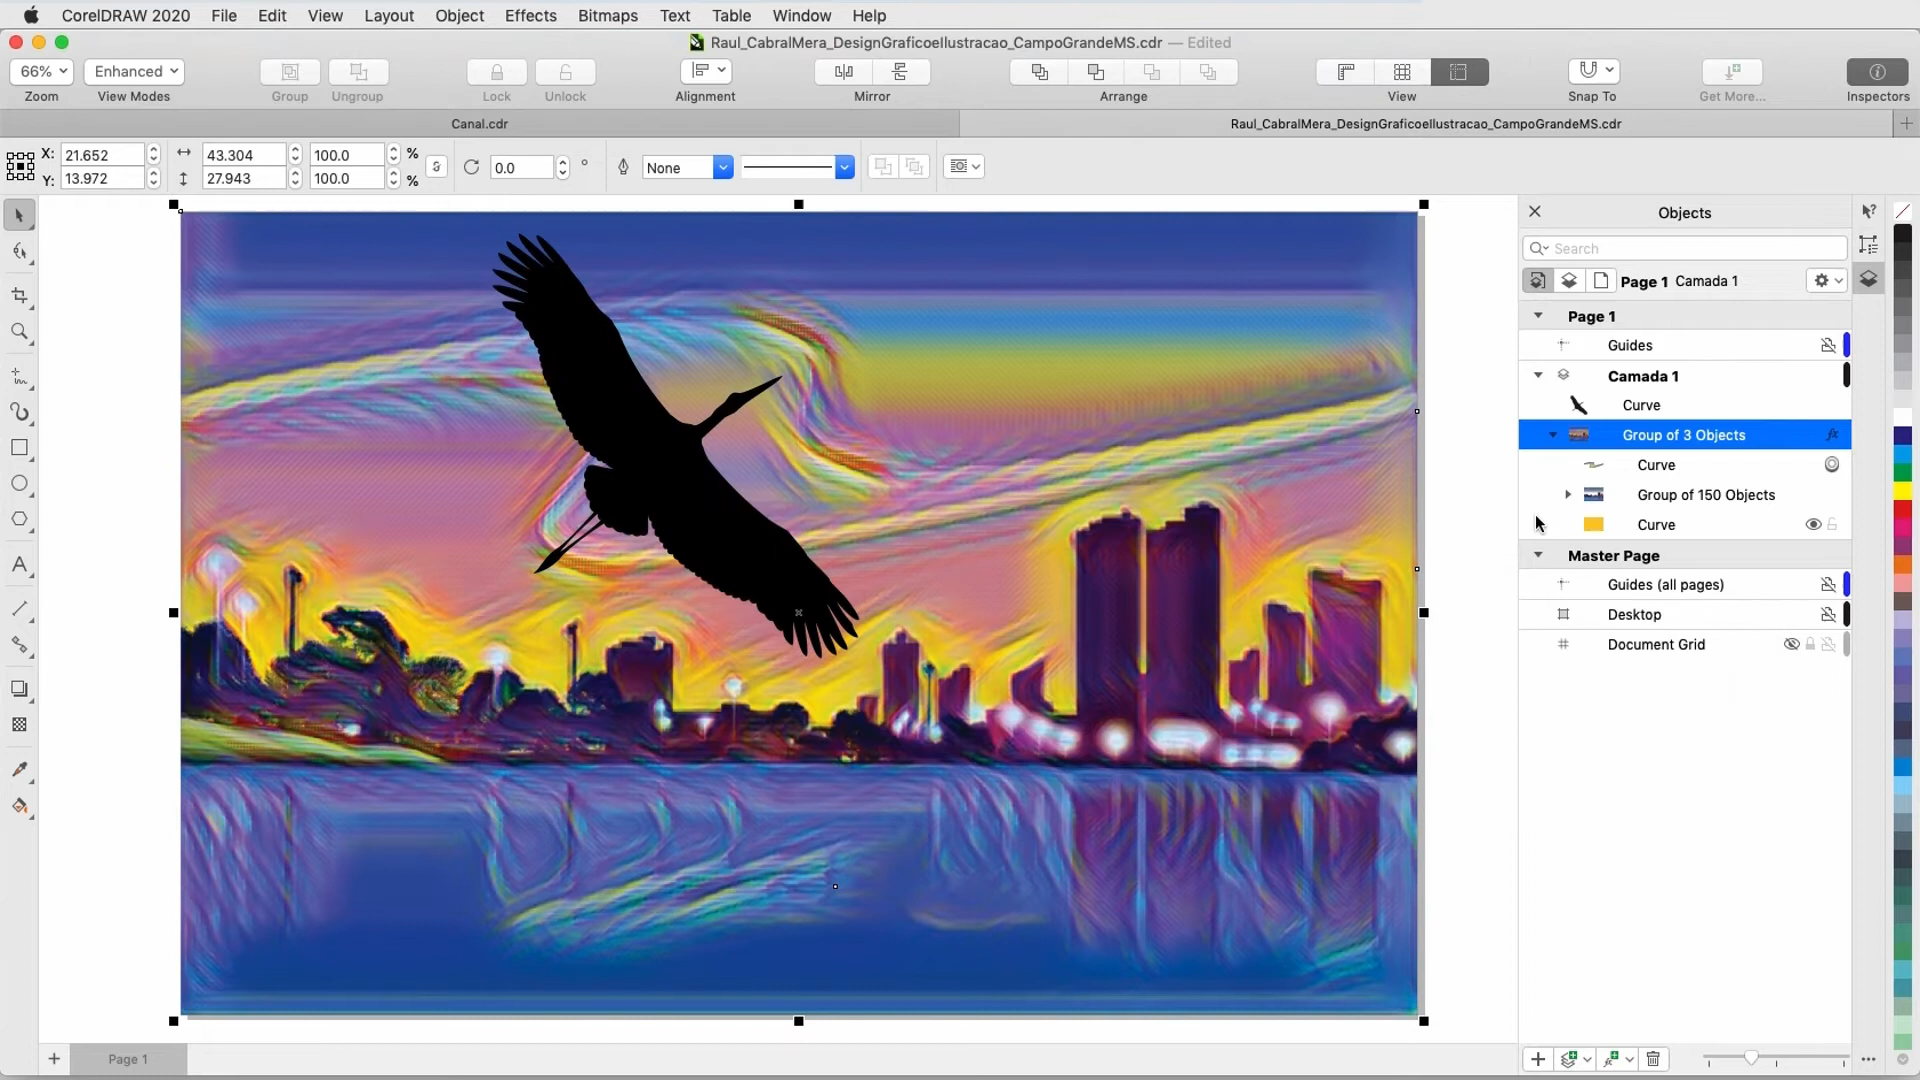 CorelDRAW 2020 File Edit View Layout Object Effects Bitmaps Text Table Window Help
Raul_CabralMera_DesignGraficoeIlustracao_CampoGrandeMS.cdr — Edited
66% Enhanced
Zoom View Modes Group Ungroup Lock Unlock Alignment Mirror Arrange View Snap To Get More... Inspectors
Canal.cdr Raul_CabralMera_DesignGraficoeIlustracao_CampoGrandeMS.cdr
X: 21.652 43.304 100.0 %
Y: 13.972 27.943 100.0 %
0.0 ° None
Objects
Search
Page 1 Camada 1
Page 1
Guides
Camada 1
Curve
Group of 3 Objects fx
Curve
Group of 150 Objects
Curve
Master Page
Guides (all pages)
Desktop
Document Grid
Page 1